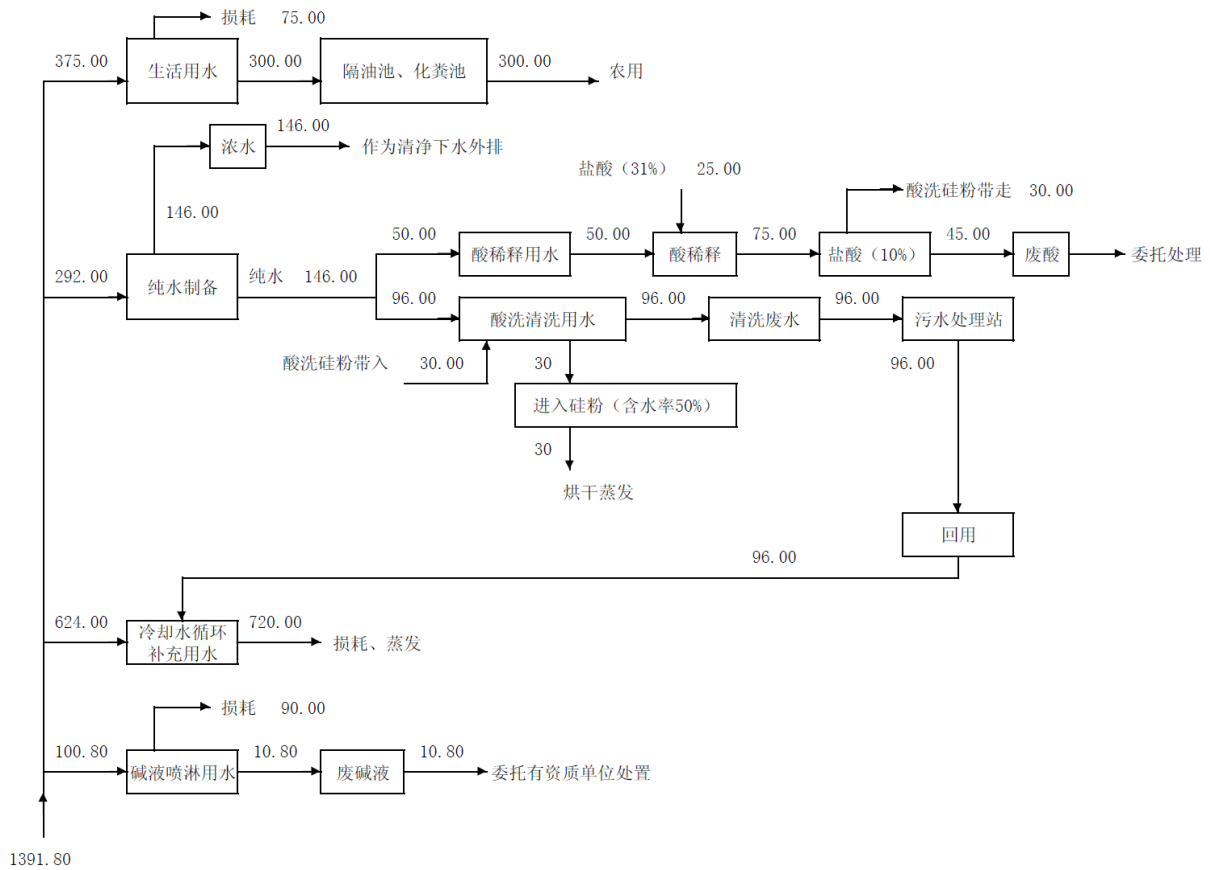 损耗 75.00
375.00
生活用水
300.00
隔油池、化粪池
300.00
农用
浓水
146.00
作为清净下水外排
146.00
盐酸（31%） 25.00
酸洗硅粉带走 30.00
292.00
纯水制备
纯水 146.00
50.00
酸稀释用水
50.00
酸稀释
75.00
盐酸（10%）
45.00
废酸
委托处理
96.00
酸洗清洗用水
96.00
清洗废水
96.00
污水处理站
96.00
酸洗硅粉带入 30.00
30
进入硅粉（含水率50%）
30
烘干蒸发
回用
96.00
624.00
冷却水循环
补充用水
720.00
损耗、蒸发
损耗 90.00
100.80
碱液喷淋用水
10.80
废碱液
10.80
委托有资质单位处置
1391.80